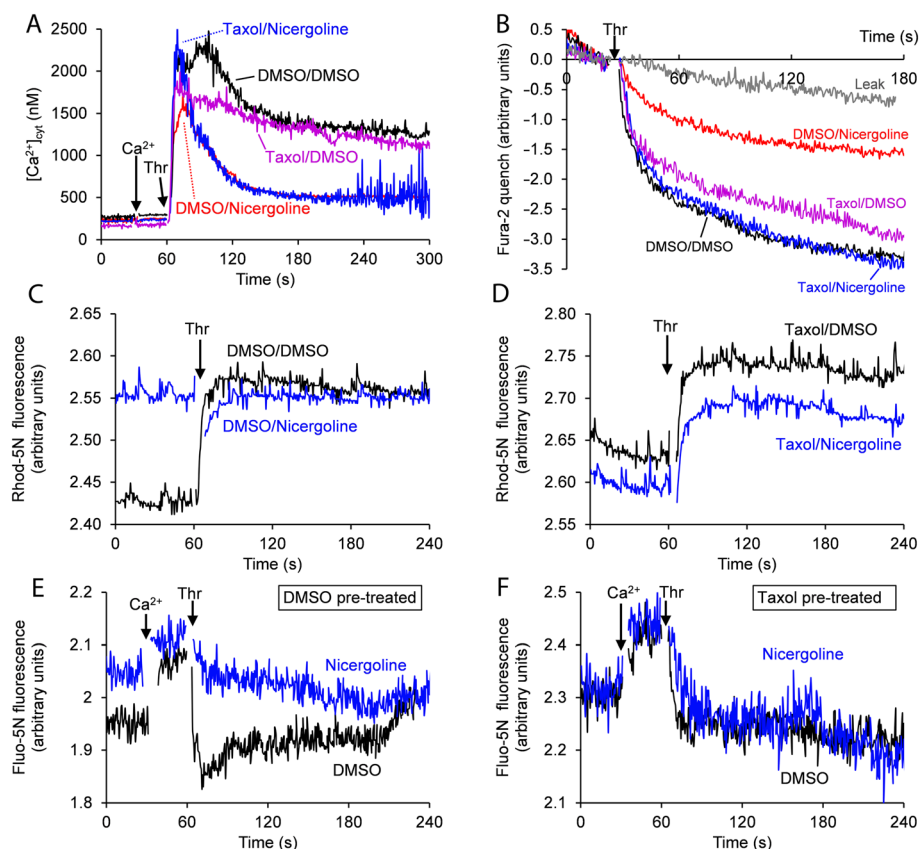 A
2500
2000
1500
1000
500
0
[Ca²⁺]cyt (nM)
Ca²⁺
Thr
Taxol/Nicergoline
DMSO/DMSO
Taxol/DMSO
DMSO/Nicergoline
0 60 120 180 240 300
Time (s)
B
0.5
0.0
-0.5
-1.0
-1.5
-2.0
-2.5
-3.0
-3.5
Fura-2 quench (arbitrary units)
Thr
Time (s)
0 60 120 180
Leak
DMSO/Nicergoline
Taxol/DMSO
DMSO/DMSO
Taxol/Nicergoline
C
2.65
2.60
2.55
2.50
2.45
2.40
Rhod-5N fluorescence
(arbitrary units)
Thr
DMSO/DMSO
DMSO/Nicergoline
0 60 120 180 240
Time (s)
D
2.80
2.75
2.70
2.65
2.60
2.55
Rhod-5N fluorescence
(arbitrary units)
Thr
Taxol/DMSO
Taxol/Nicergoline
0 60 120 180 240
Time (s)
E
2.2
2.1
2
1.9
1.8
Fluo-5N fluorescence
(arbitrary units)
Ca²⁺
Thr
DMSO pre-treated
Nicergoline
DMSO
0 60 120 180 240
Time (s)
F
2.5
2.4
2.3
2.2
2.1
Fluo-5N fluorescence
(arbitrary units)
Ca²⁺
Thr
Taxol pre-treated
Nicergoline
DMSO
0 60 120 180 240
Time (s)